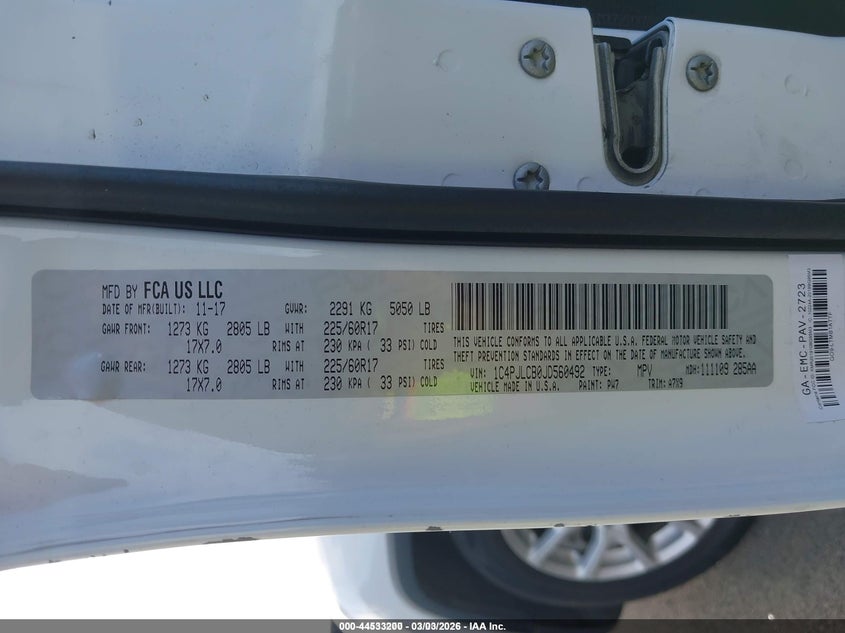 MFD BY FCA US LLC
DATE OF MFR(BUILT): 11-17 GVWR: 2291 KG 5050 LB
GAWR FRONT: 1273 KG 2805 LB WITH 225/60R17 TIRES
17X7.0 RIMS AT 230 KPA ( 33 PSI) COLD
GAWR REAR: 1273 KG 2805 LB WITH 225/60R17 TIRES
17X7.0 RIMS AT 230 KPA ( 33 PSI) COLD
THIS VEHICLE CONFORMS TO ALL APPLICABLE U.S.A. FEDERAL MOTOR VEHICLE SAFETY AND
THEFT PREVENTION STANDARDS IN EFFECT ON THE DATE OF MANUFACTURE SHOWN ABOVE.
VIN: 1C4PJLCB0JD560492 TYPE: MPV MDH: 111109 285AA
MADE IN U.S.A. PAINT: PW7 TRIM: A7X9
GA-EMC-PAV-2723
000-44533200 - 03/03/2026 - IAA Inc.